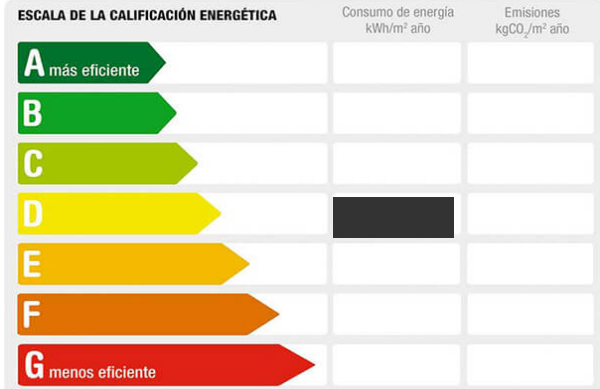 ESCALA DE LA CALIFICACIÓN ENERGÉTICA
Consumo de energía
kWh/m² año
Emisiones
kgCO₂/m² año
A más eficiente
B
C
D
E
F
G menos eficiente